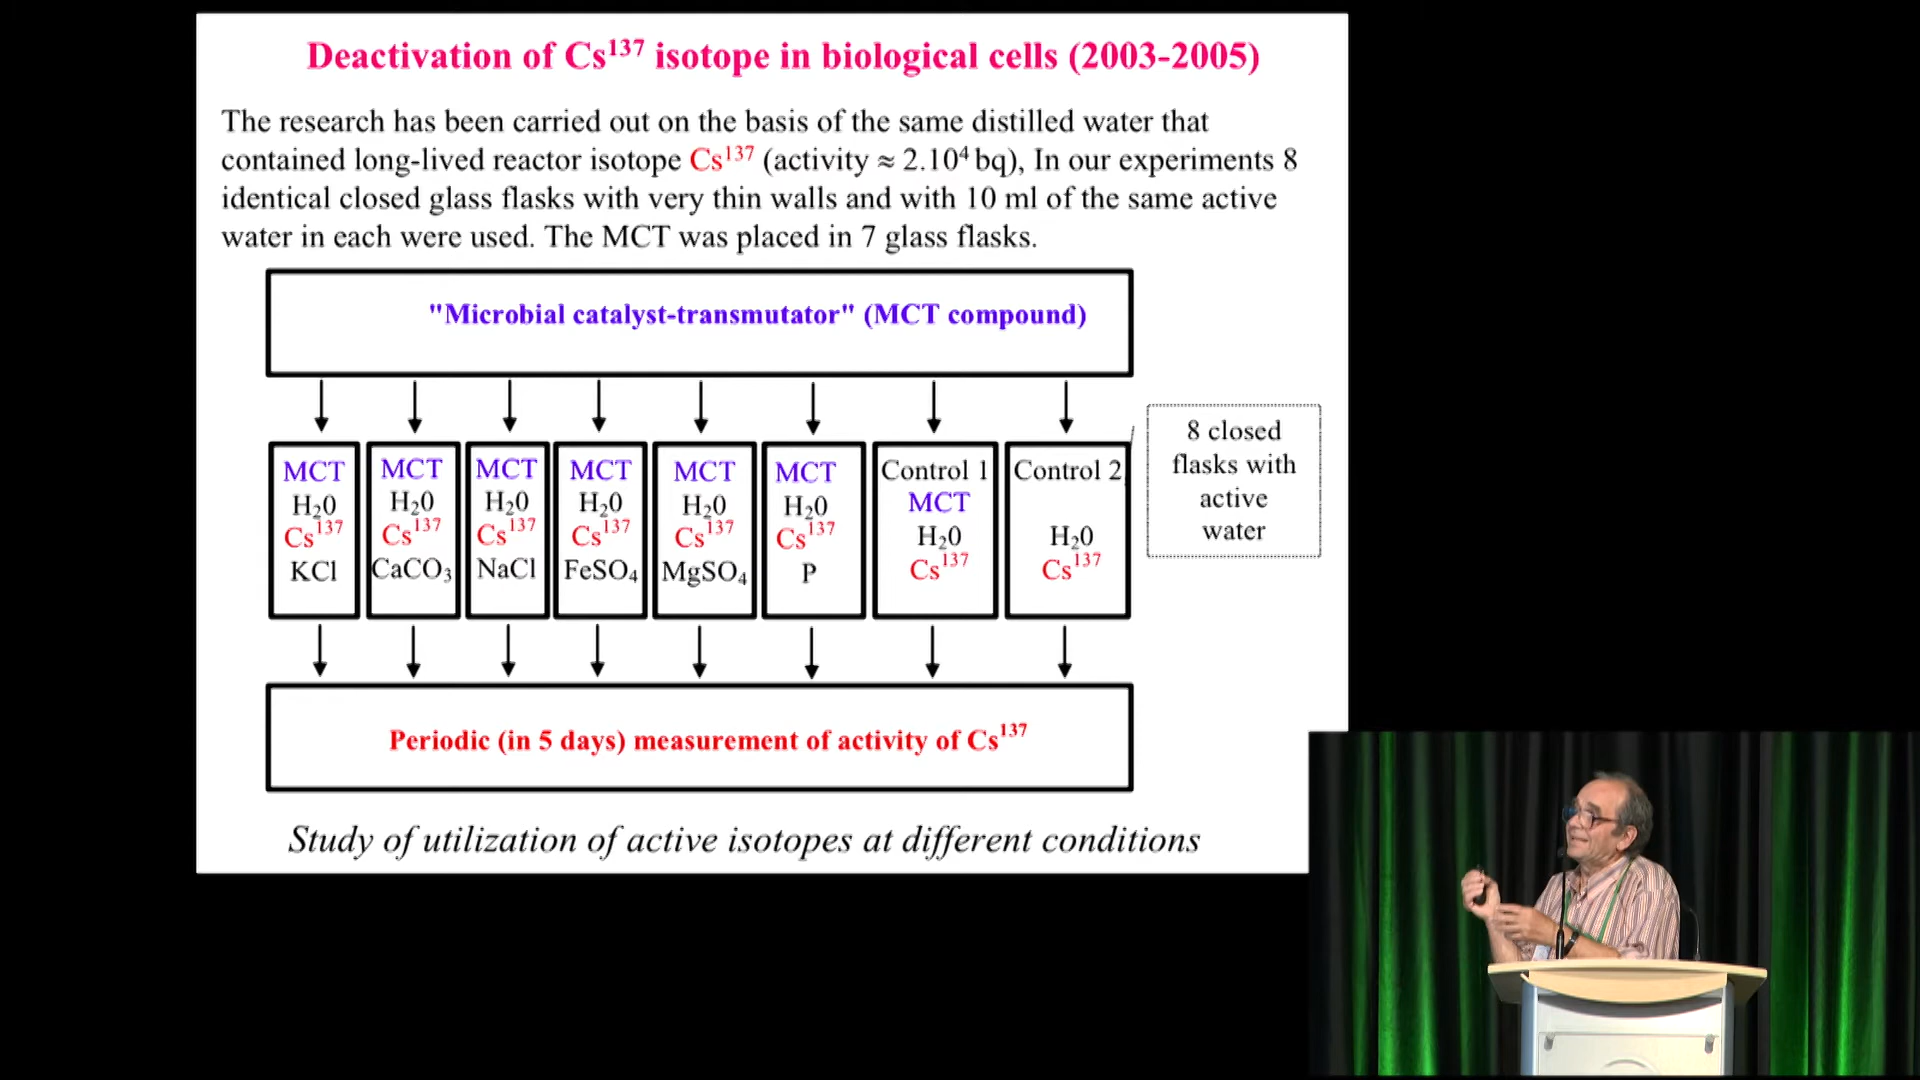 Deactivation of Cs¹³⁷ isotope in biological cells (2003-2005)
The research has been carried out on the basis of the same distilled water that
contained long-lived reactor isotope Cs¹³⁷ (activity ≈ 2.10⁴ bq), In our experiments 8
identical closed glass flasks with very thin walls and with 10 ml of the same active
water in each were used. The MCT was placed in 7 glass flasks.
"Microbial catalyst-transmutator" (MCT compound)
MCT
H₂0
Cs¹³⁷
KCl
MCT
H₂0
Cs¹³⁷
CaCO₃
MCT
H₂0
Cs¹³⁷
NaCl
MCT
H₂0
Cs¹³⁷
FeSO₄
MCT
H₂0
Cs¹³⁷
MgSO₄
MCT
H₂0
Cs¹³⁷
P
Control 1
MCT
H₂0
Cs¹³⁷
Control 2
H₂0
Cs¹³⁷
8 closed
flasks with
active
water
Periodic (in 5 days) measurement of activity of Cs¹³⁷
Study of utilization of active isotopes at different conditions